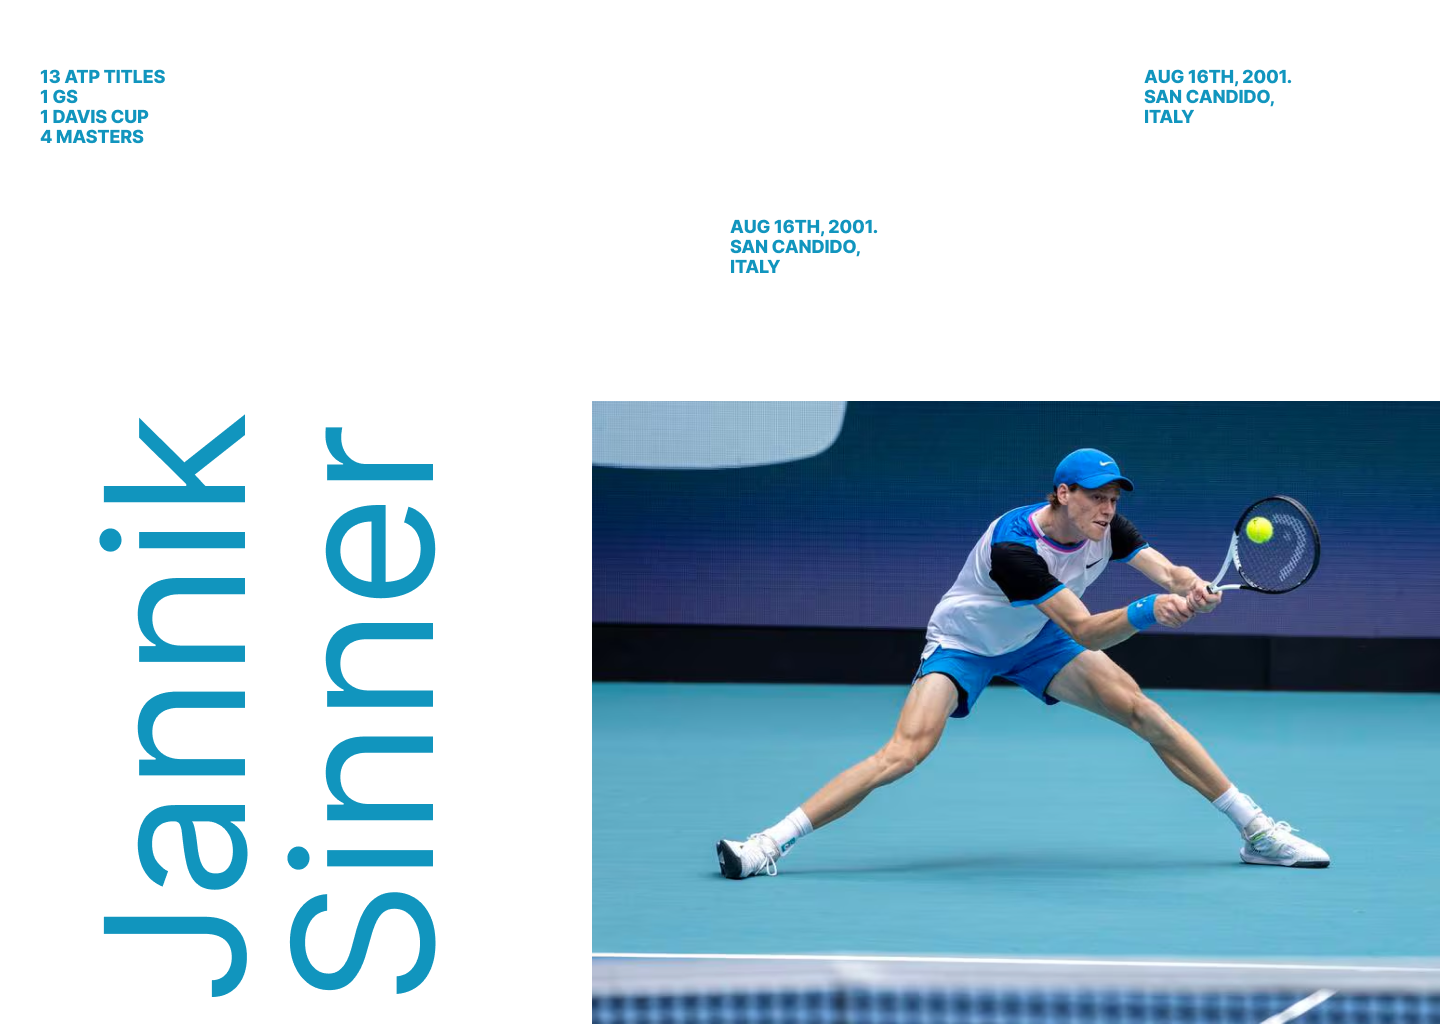 13 ATP TITLES
1 GS
1 DAVIS CUP
4 MASTERS
AUG 16TH, 2001.
SAN CANDIDO,
ITALY
AUG 16TH, 2001.
SAN CANDIDO,
ITALY
Jannik
Sinner